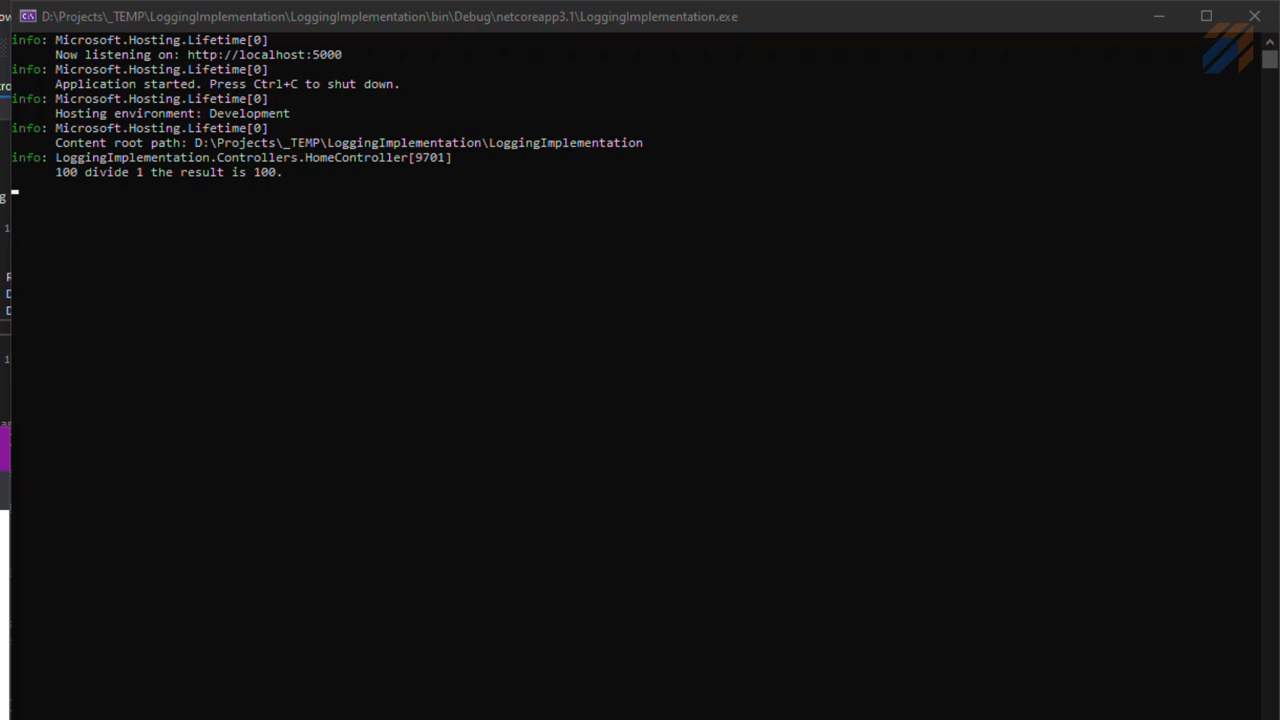 D:\Projects\_TEMP\LoggingImplementation\LoggingImplementation\bin\Debug\netcoreapp3.1\LoggingImplementation.exe
info: Microsoft.Hosting.Lifetime[0]
Now listening on: http://localhost:5000
info: Microsoft.Hosting.Lifetime[0]
Application started. Press Ctrl+C to shut down.
info: Microsoft.Hosting.Lifetime[0]
Hosting environment: Development
info: Microsoft.Hosting.Lifetime[0]
Content root path: D:\Projects\_TEMP\LoggingImplementation\LoggingImplementation
info: LoggingImplementation.Controllers.HomeController[9701]
100 divide 1 the result is 100.